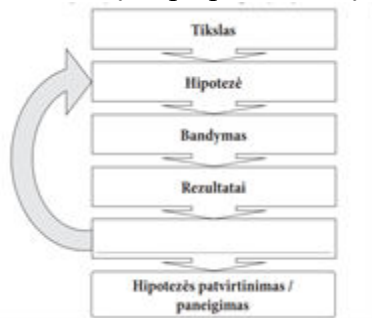 Tikslas
Hipotezė
Bandymas
Rezultatai
Hipotezės patvirtinimas /
paneigimas